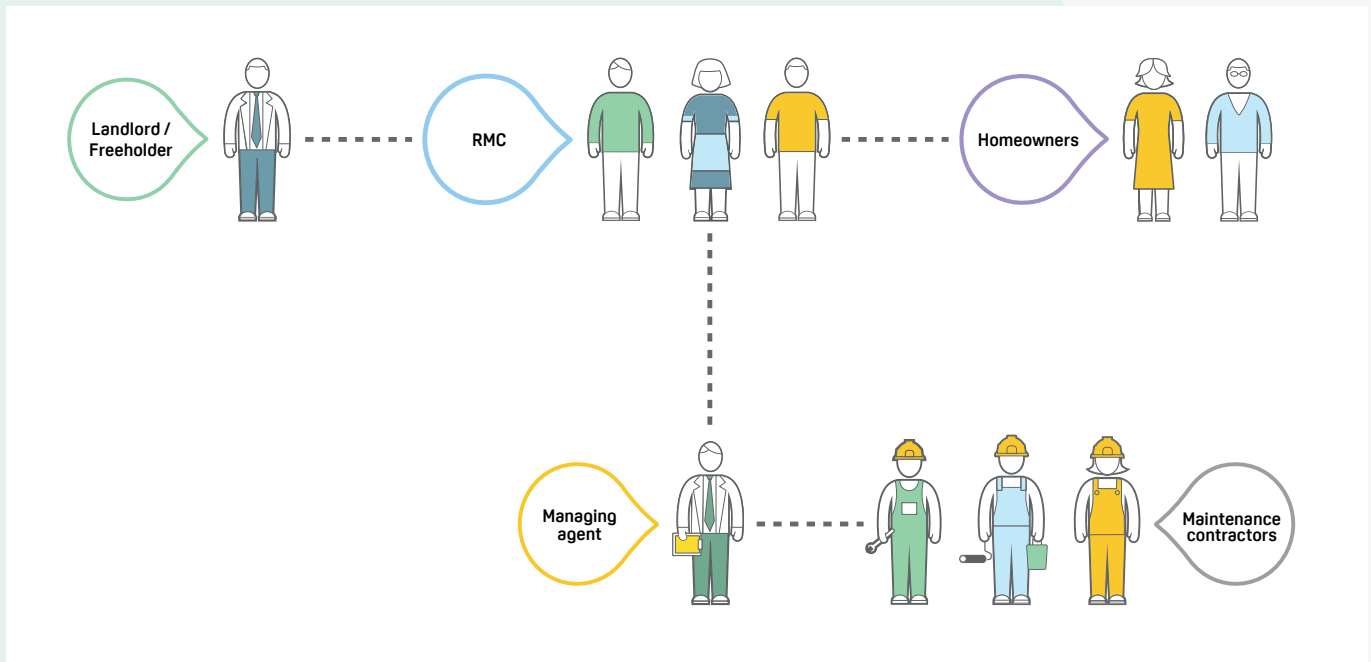 Landlord /
Freeholder
RMC
Homeowners
Managing
agent
Maintenance
contractors